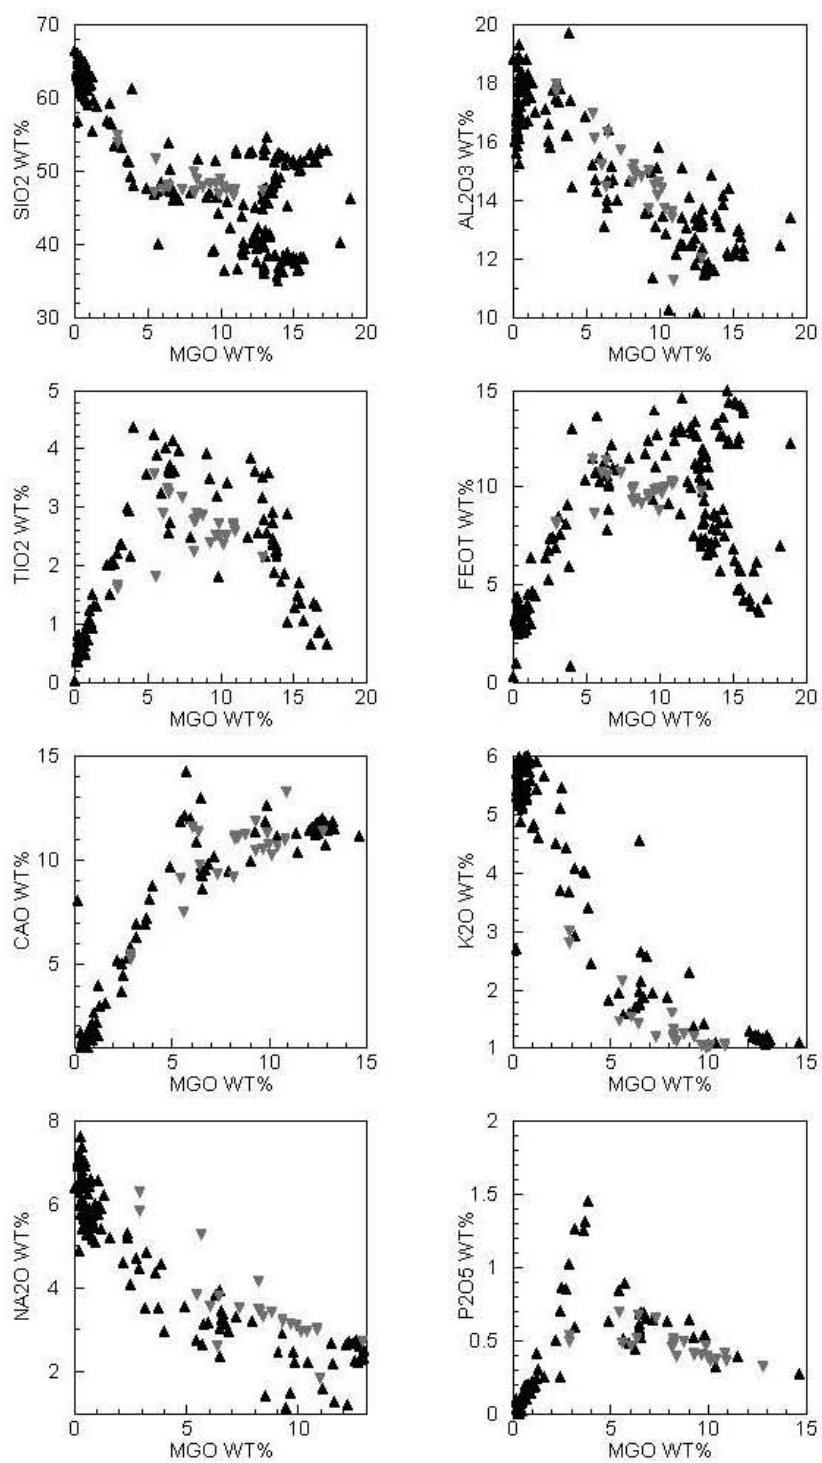 70
60
50
40
30
SIO2 WT%
0 5 10 15 20
MGO WT%
20
18
16
14
12
10
AL2O3 WT%
0 5 10 15 20
MGO WT%
5
4
3
2
1
0
TIO2 WT%
0 5 10 15 20
MGO WT%
15
10
5
0
FEOT WT%
0 5 10 15 20
MGO WT%
15
10
5
CAO WT%
0 5 10 15
MGO WT%
6
5
4
3
2
1
K2O WT%
0 5 10 15
MGO WT%
8
6
4
2
NA2O WT%
0 5 10
MGO WT%
2
1.5
1
0.5
0
P2O5 WT%
0 5 10 15
MGO WT%